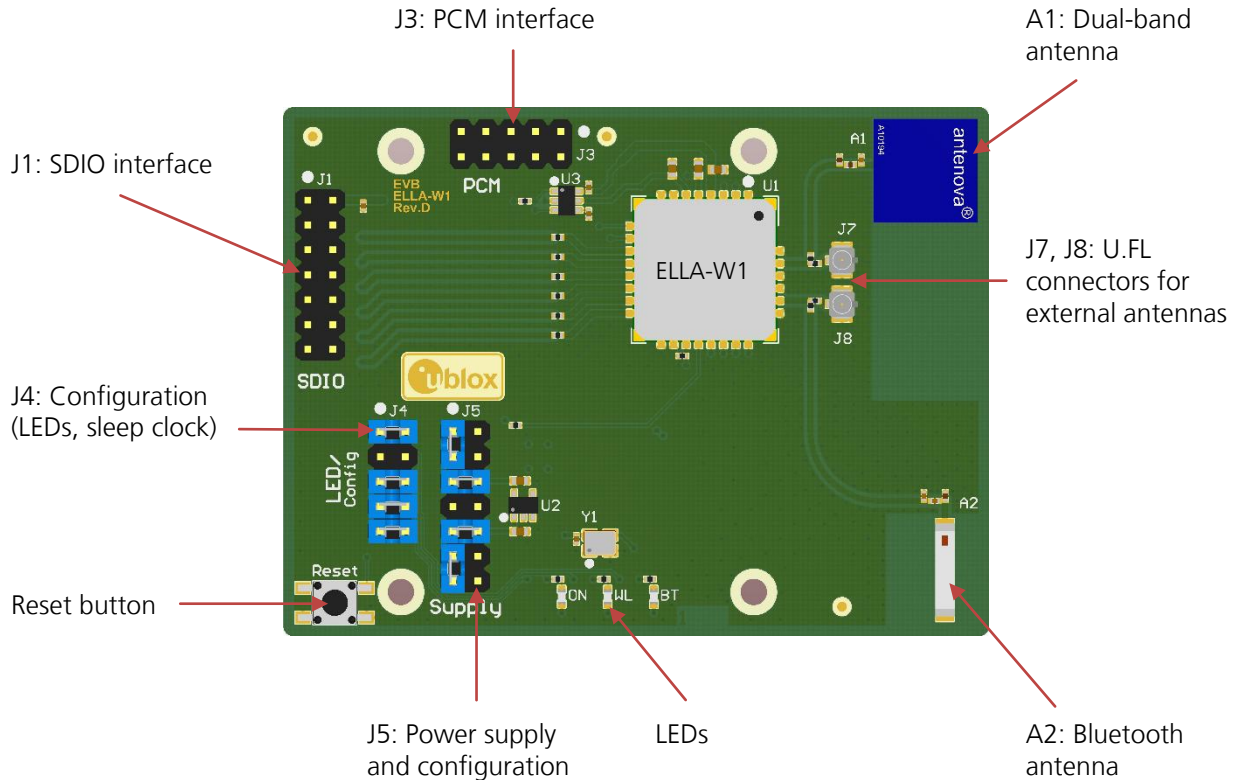 J3: PCM interface
A1: Dual-band
antenna
J1: SDIO interface
J1
J3
PCM
U3
EVB
ELLA-W1
Rev.D
U1
A1
A10194
antenova®
ELLA-W1
J7
J8
J7, J8: U.FL
connectors for
external antennas
SDIO
ublox
J4: Configuration
(LEDs, sleep clock)
J4
J5
LED/
Config
U2
Y1
A2
Reset
Reset button
Supply
ON
WL
BT
J5: Power supply
and configuration
LEDs
A2: Bluetooth
antenna